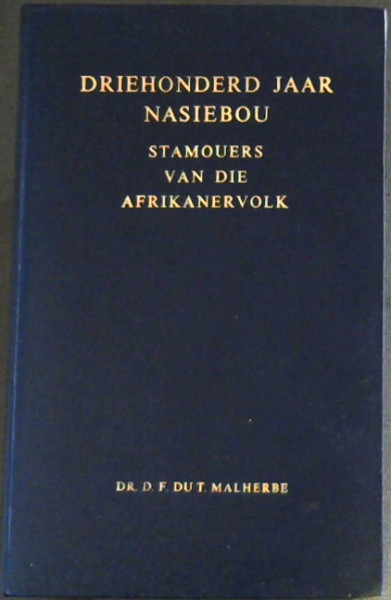 DRIEHONDERD JAAR
NASIEBOU
STAMOUERS
VAN DIE
AFRIKANERVOLK
DR. D. F. DU T. MALHERBE